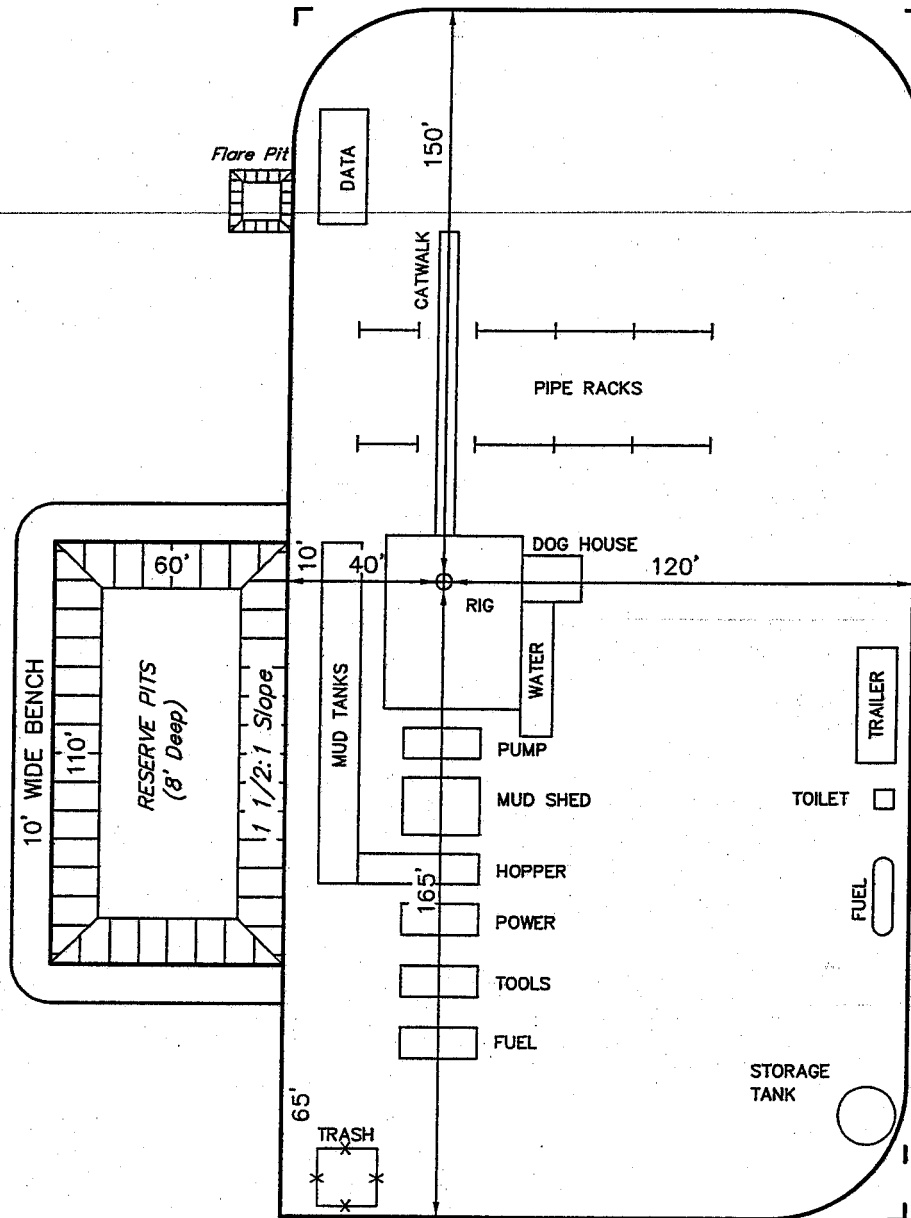 Flare Pit
DATA
150'
CATWALK
PIPE RACKS
DOG HOUSE
60'
10'
40'
120'
RIG
10' WIDE BENCH
110'
RESERVE PITS
(8' Deep)
1 1/2:1 Slope
MUD TANKS
WATER
TRAILER
PUMP
MUD SHED
TOILET
HOPPER
165'
FUEL
POWER
TOOLS
FUEL
STORAGE
TANK
65'
TRASH